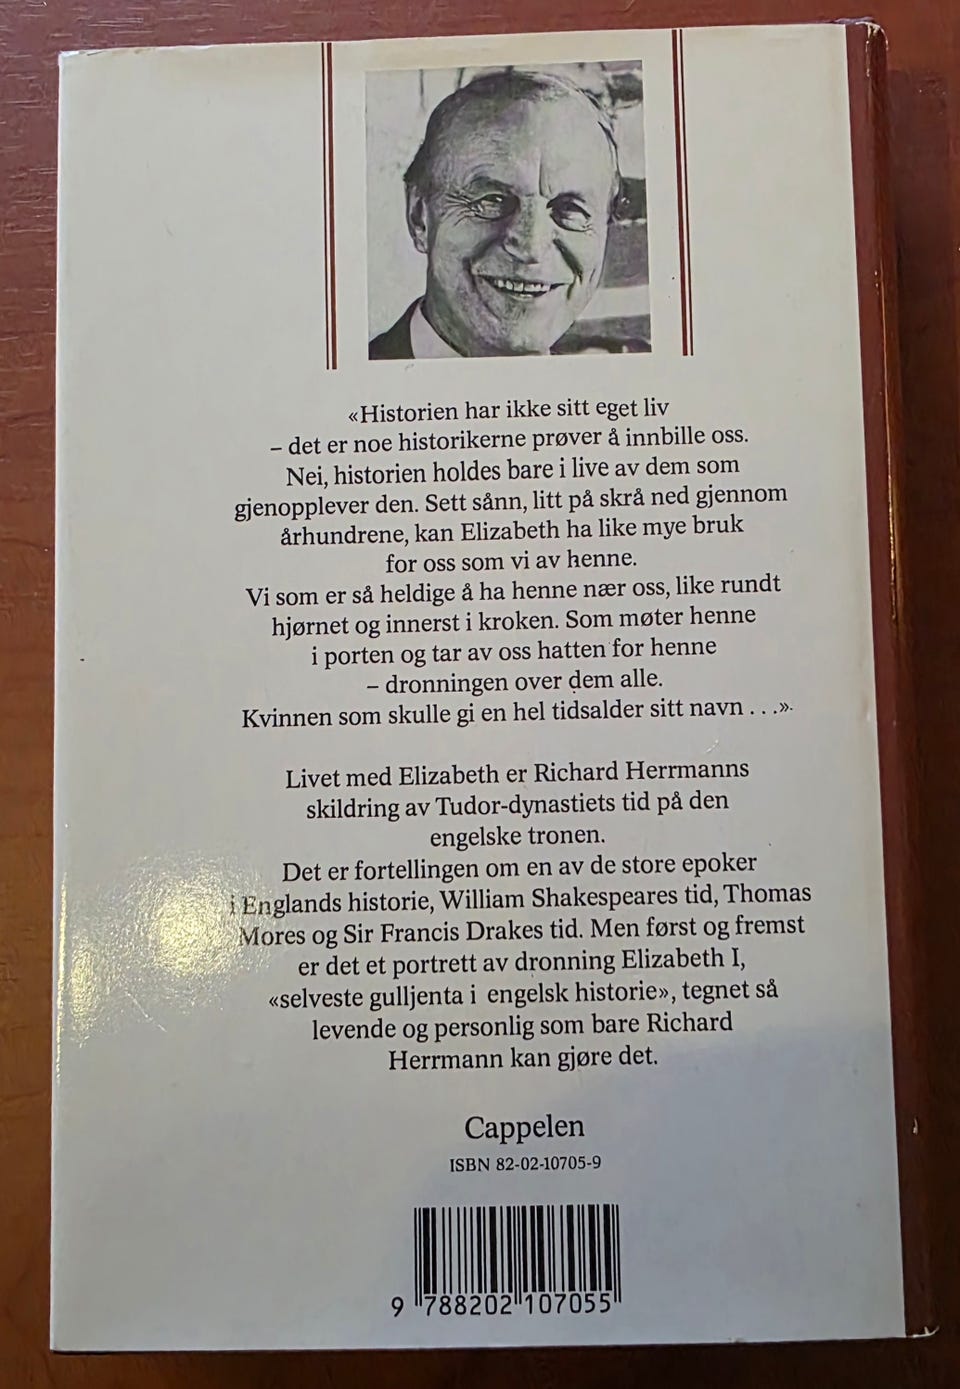 «Historien har ikke sitt eget liv
– det er noe historikerne prøver å innbille oss.
Nei, historien holdes bare i live av dem som
gjenopplever den. Sett sånn, litt på skrå ned gjennom
århundrene, kan Elizabeth ha like mye bruk
for oss som vi av henne.
Vi som er så heldige å ha henne nær oss, like rundt
hjørnet og innerst i kroken. Som møter henne
i porten og tar av oss hatten for henne
– dronningen over dem alle.
Kvinnen som skulle gi en hel tidsalder sitt navn . . .».
Livet med Elizabeth er Richard Herrmanns
skildring av Tudor-dynastiets tid på den
engelske tronen.
Det er fortellingen om en av de store epoker
i Englands historie, William Shakespeares tid, Thomas
Mores og Sir Francis Drakes tid. Men først og fremst
er det et portrett av dronning Elizabeth I,
«selveste gulljenta i engelsk historie», tegnet så
levende og personlig som bare Richard
Herrmann kan gjøre det.
Cappelen
ISBN 82-02-10705-9
9 788202 107055